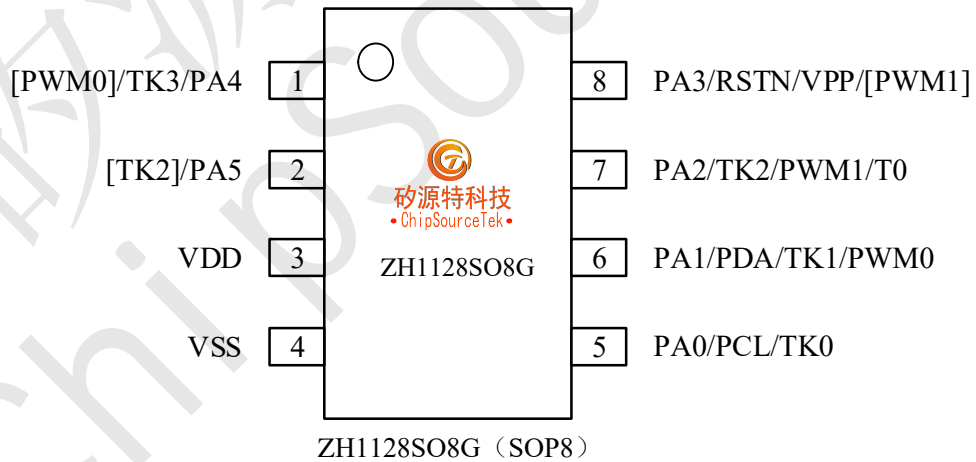 [PWM0]/TK3/PA4 1 8 PA3/RSTN/VPP/[PWM1]
[TK2]/PA5 2 7 PA2/TK2/PWM1/T0
矽源特科技
•ChipSourceTek•
VDD 3 ZH1128SO8G 6 PA1/PDA/TK1/PWM0
VSS 4 5 PA0/PCL/TK0
ZH1128SO8G（SOP8）
ChipSou